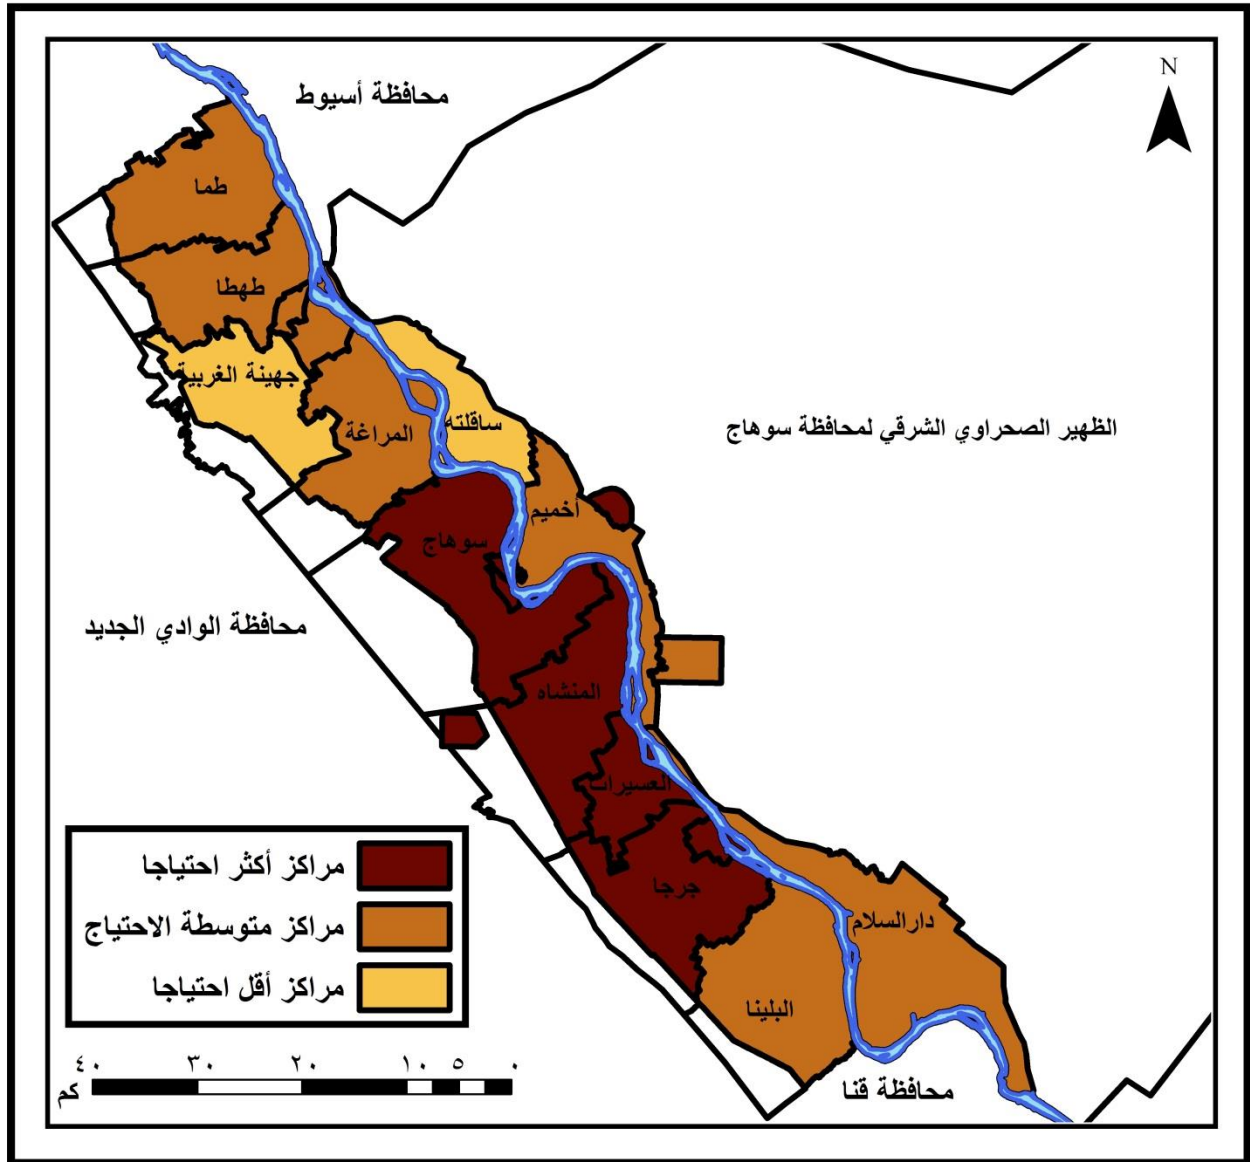 N
محافظة أسيوط
طما
طهطا
جهينة الغربية
المراغة
ساقلته
الظهير الصحراوي الشرقي لمحافظة سوهاج
أخميم
سوهاج
محافظة الوادي الجديد
المنشاه
العسيرات
جرجا
دارالسلام
البلينا
محافظة قنا
مراكز أكثر احتياجا
مراكز متوسطة الاحتياج
مراكز أقل احتياجا
٤٠ ٣٠ ٢٠ ١٠ ٥ ٠
كم